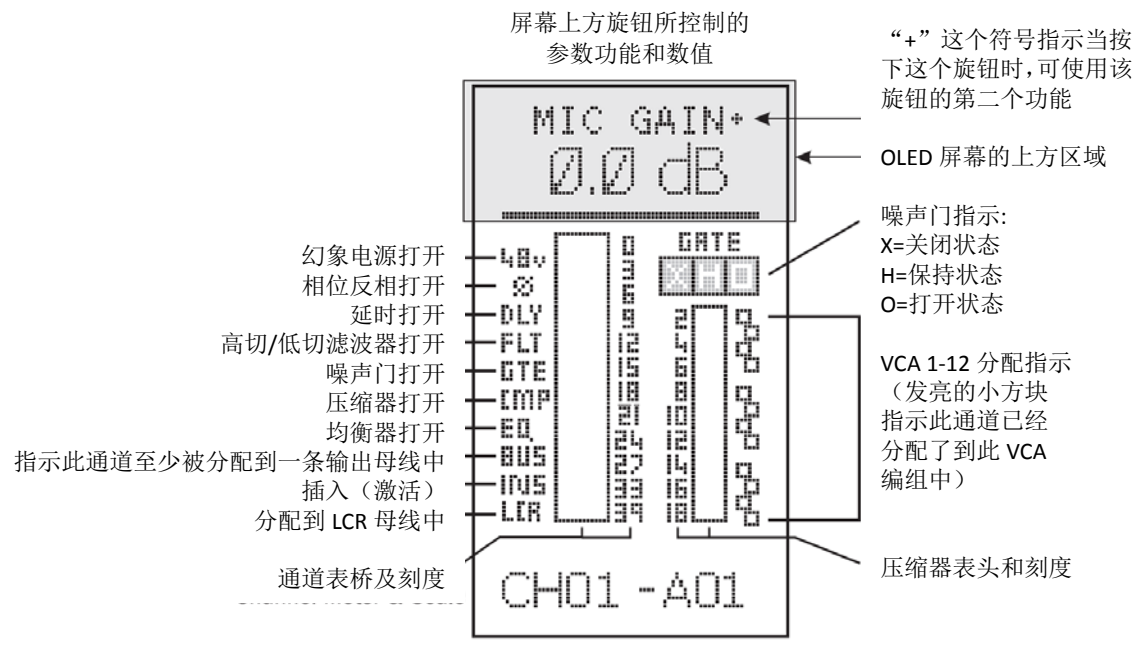 屏幕上方旋钮所控制的
参数功能和数值
“+”这个符号指示当按
下这个旋钮时，可使用该
旋钮的第二个功能
MIC GAIN+
0.0 dB
OLED 屏幕的上方区域
噪声门指示:
X=关闭状态
H=保持状态
O=打开状态
GATE
X H O
幻象电源打开
相位反相打开
延时打开
高切/低切滤波器打开
噪声门打开
压缩器打开
均衡器打开
指示此通道至少被分配到一条输出母线中
插入（激活）
分配到 LCR 母线中
48v
Ø
DLY
FLT
GTE
CMP
EQ
BUS
INS
LCR
0
3
6
9
12
15
18
21
24
27
33
39
2
4
6
8
10
12
14
16
18
VCA 1-12 分配指示
（发亮的小方块
指示此通道已经
分配了到此 VCA
编组中）
通道表桥及刻度
压缩器表头和刻度
CH01 -A01